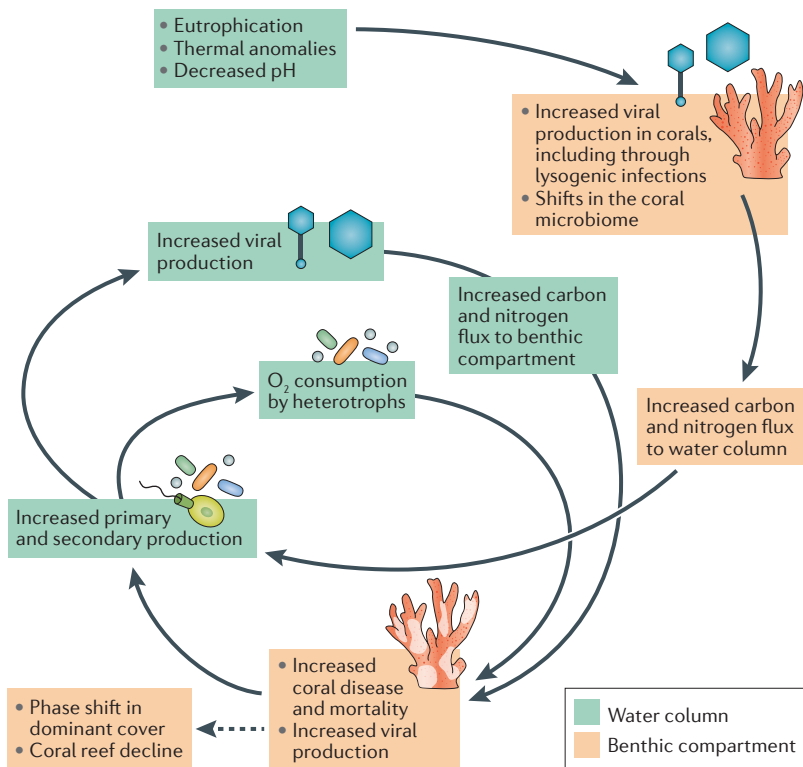 • Eutrophication
• Thermal anomalies
• Decreased pH
• Increased viral
production in corals,
including through
lysogenic infections
• Shifts in the coral
microbiome
Increased viral
production
Increased carbon
and nitrogen
flux to benthic
compartment
O₂ consumption
by heterotrophs
Increased carbon
and nitrogen flux
to water column
Increased primary
and secondary production
• Increased
coral disease
and mortality
• Increased viral
production
• Phase shift in
dominant cover
• Coral reef decline
Water column
Benthic compartment